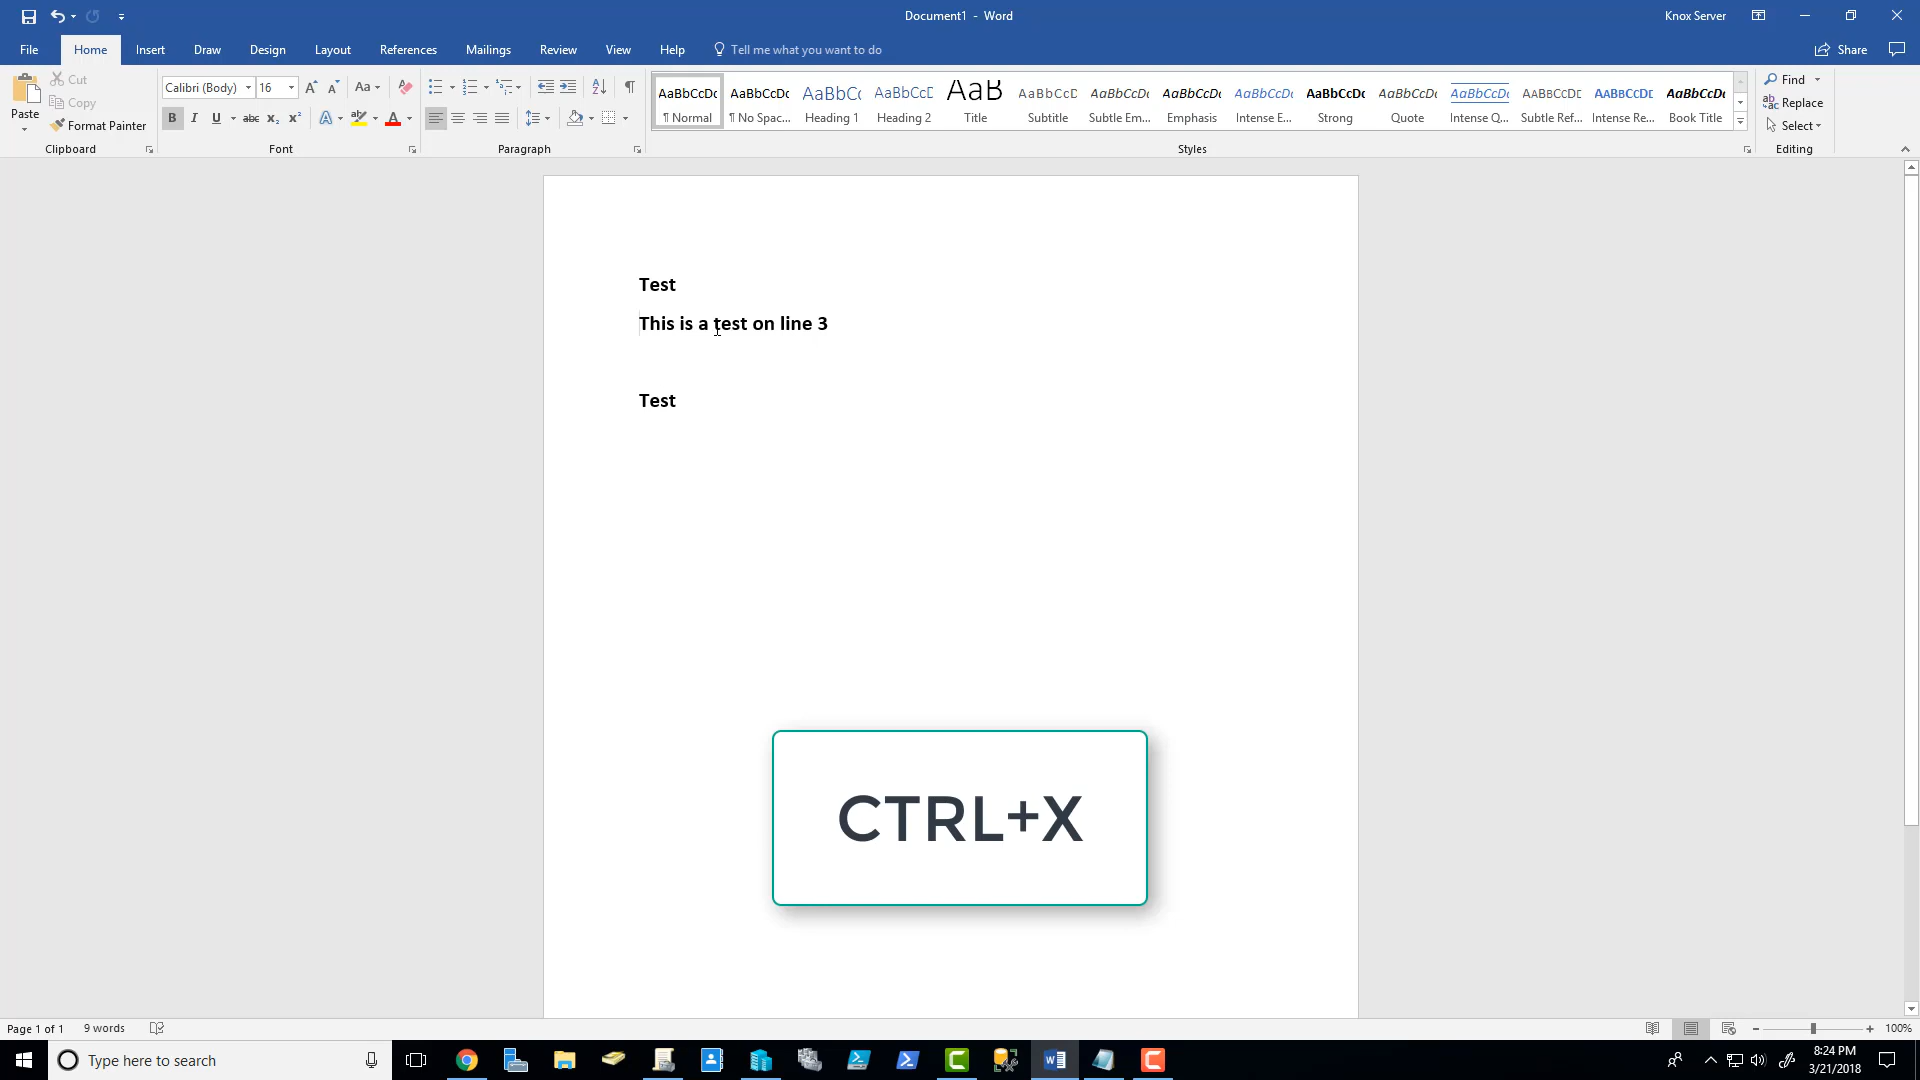 Document1 - Word
Knox Server
File Home Insert Draw Design Layout References Mailings Review View Help Tell me what you want to do
Share
Paste
Cut
Copy
Format Painter
Clipboard
Calibri (Body) 16
Aa
B I U abc x₂ x²
A A
Font
Paragraph
AaBbCcDc AaBbCcDc AaBbC( AaBbCcD AaB AaBbCcD AaBbCcDc AaBbCcDc AaBbCcDc AaBbCcDc AaBbCcDc AaBbCcDc AABBCCDE AABBCCDE AaBbCcDc
¶ Normal ¶ No Spac... Heading 1 Heading 2 Title Subtitle Subtle Em... Emphasis Intense E... Strong Quote Intense Q... Subtle Ref... Intense Re... Book Title
Styles
Find
Replace
Select
Editing
Test
This is a test on line 3
Test
CTRL+X
Page 1 of 1 9 words
100%
Type here to search
8:24 PM
3/21/2018